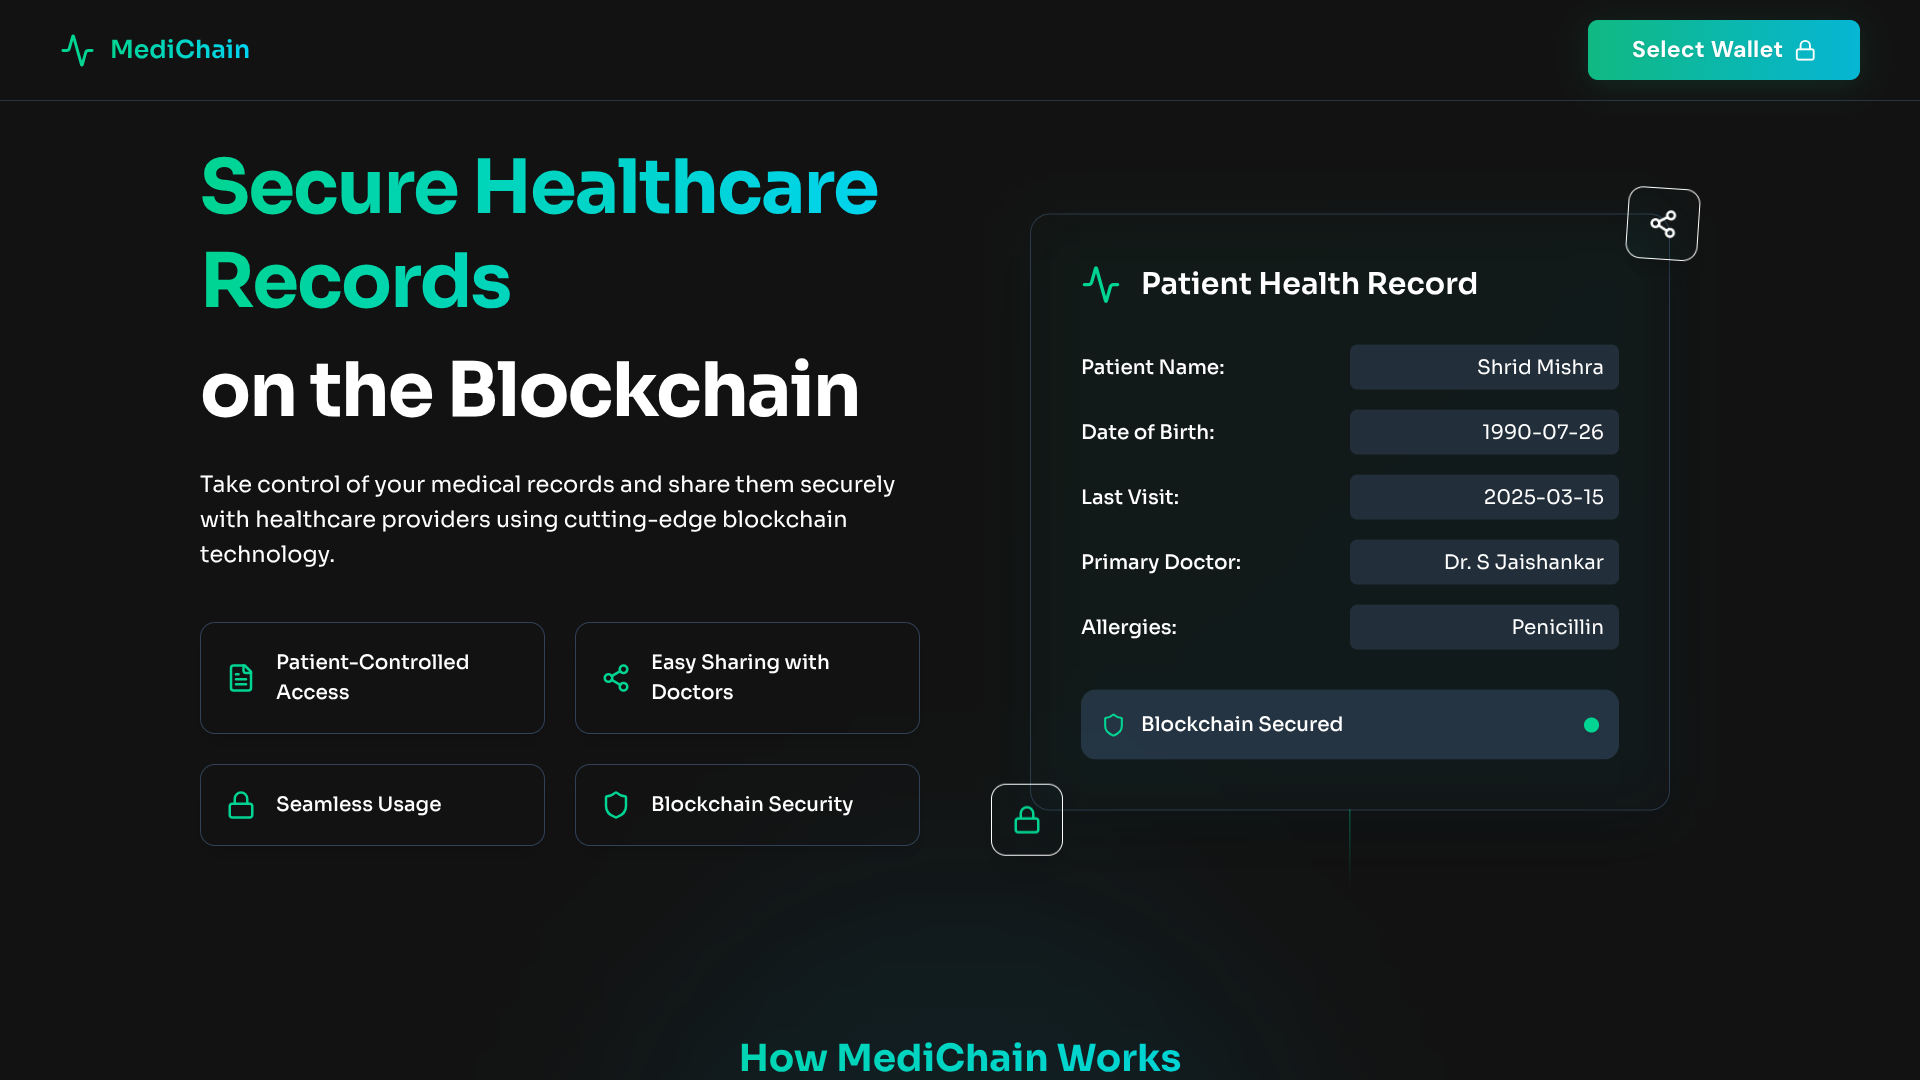 MediChain
Select Wallet
Secure Healthcare
Records
on the Blockchain
Take control of your medical records and share them securely
with healthcare providers using cutting-edge blockchain
technology.
Patient-Controlled
Access
Easy Sharing with
Doctors
Seamless Usage
Blockchain Security
Patient Health Record
Patient Name: Shrid Mishra
Date of Birth: 1990-07-26
Last Visit: 2025-03-15
Primary Doctor: Dr. S Jaishankar
Allergies: Penicillin
Blockchain Secured
How MediChain Works